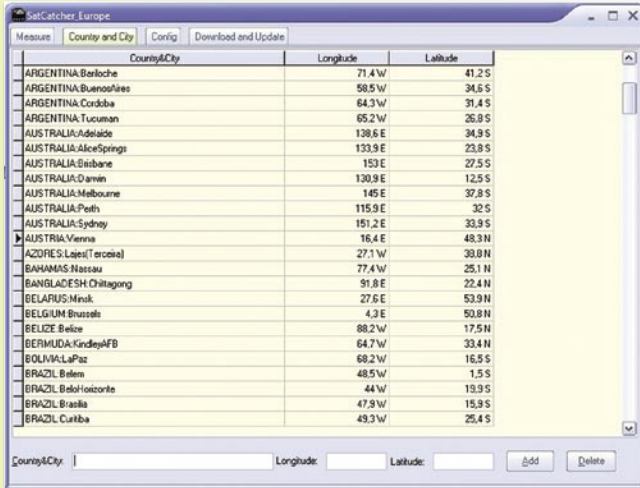 SatCatcher_Europe
Measure Country and City Config Download and Update
Country&City Longitude Latitude
ARGENTINA:Bariloche 71,4 W 41,2 S
ARGENTINA:BuenosAires 58,5 W 34,6 S
ARGENTINA:Cordoba 64,3 W 31,4 S
ARGENTINA:Tucuman 65,2 W 26,8 S
AUSTRALIA:Adelaide 138,6 E 34,9 S
AUSTRALIA:AliceSprings 133,9 E 23,8 S
AUSTRALIA:Brisbane 153 E 27,5 S
AUSTRALIA:Darwin 130,9 E 12,5 S
AUSTRALIA:Melbourne 145 E 37,8 S
AUSTRALIA:Perth 115,9 E 32 S
AUSTRALIA:Sydney 151,2 E 33,9 S
AUSTRIA:Vienna 16,4 E 48,3 N
AZORES:Lajes(Terceira) 27,1 W 38,8 N
BAHAMAS:Nassau 77,4 W 25,1 N
BANGLADESH:Chittagong 91,8 E 22,4 N
BELARUS:Minsk 27,6 E 53,9 N
BELGIUM:Brussels 4,3 E 50,8 N
BELIZE:Belize 88,2 W 17,5 N
BERMUDA:KindleyAFB 64,7 W 33,4 N
BOLIVIA:LaPaz 68,2 W 16,5 S
BRAZIL:Belem 48,5 W 1,5 S
BRAZIL:BeloHorizonte 44 W 19,9 S
BRAZIL:Brasilia 47,9 W 15,9 S
BRAZIL:Curitiba 49,3 W 25,4 S
Country&City: Longitude: Latitude: Add Delete